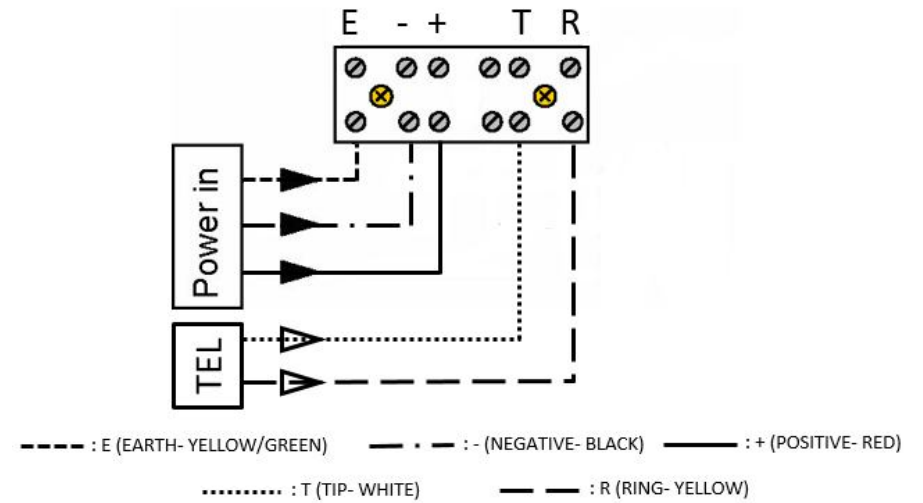 E - + T R
Power in
TEL
: E (EARTH- YELLOW/GREEN) : - (NEGATIVE- BLACK) : + (POSITIVE- RED)
: T (TIP- WHITE) : R (RING- YELLOW)